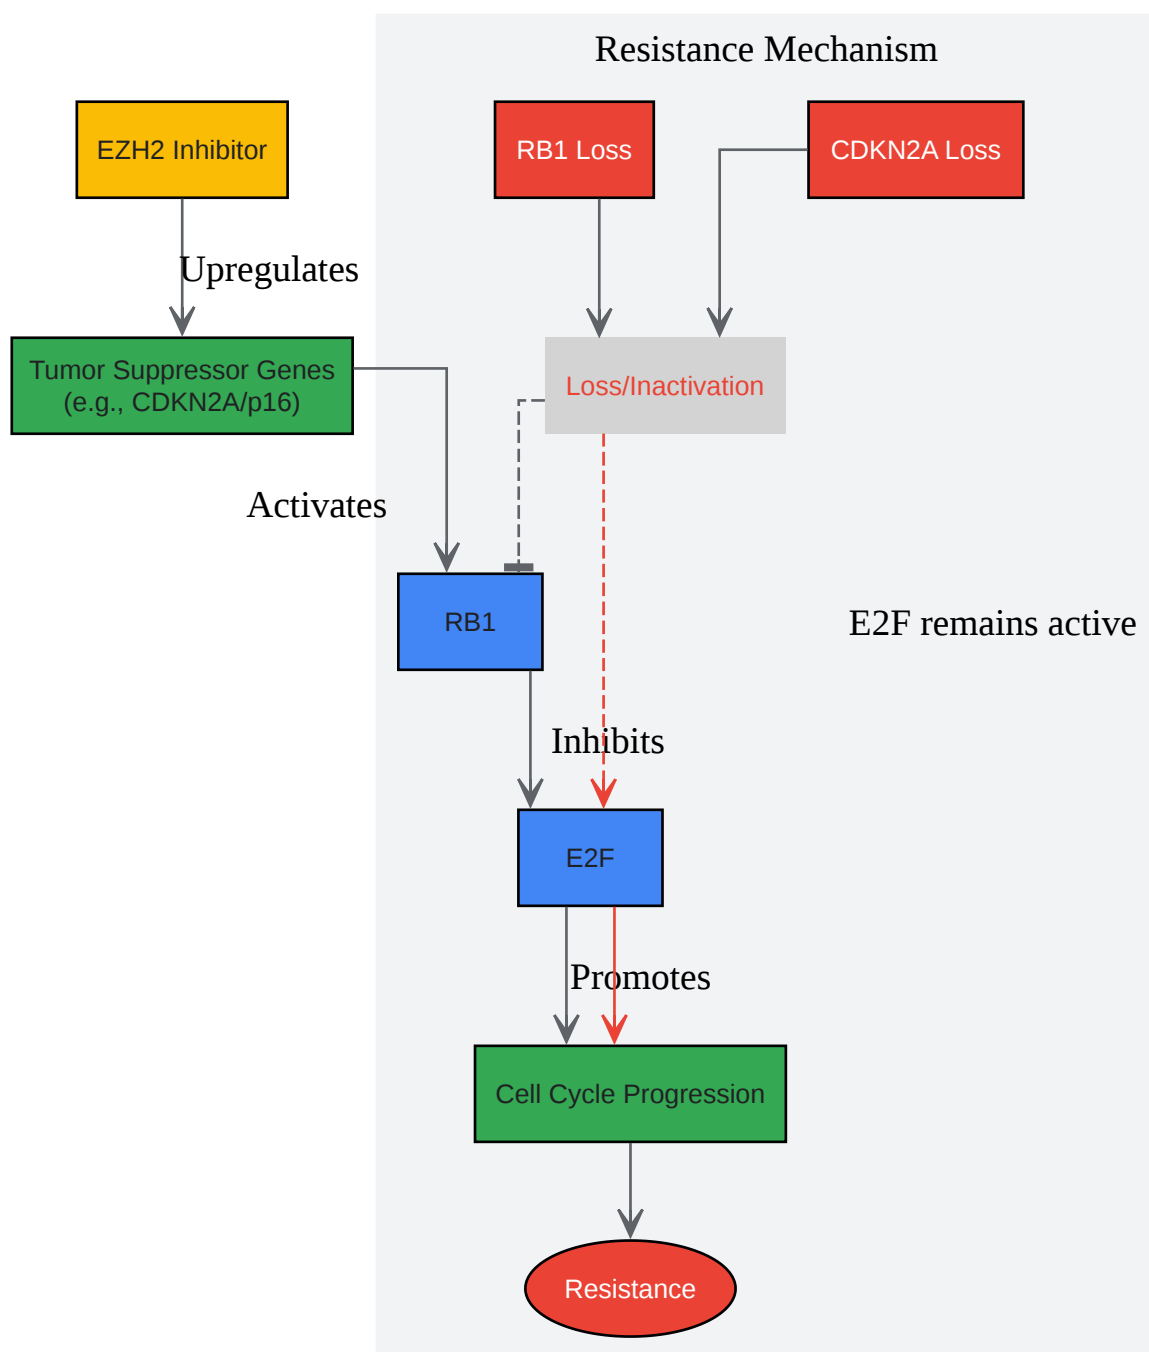 Resistance Mechanism
EZH2 Inhibitor
RB1 Loss
CDKN2A Loss
Upregulates
Tumor Suppressor Genes
(e.g., CDKN2A/p16)
Loss/Inactivation
Activates
RB1
E2F remains active
Inhibits
E2F
Promotes
Cell Cycle Progression
Resistance